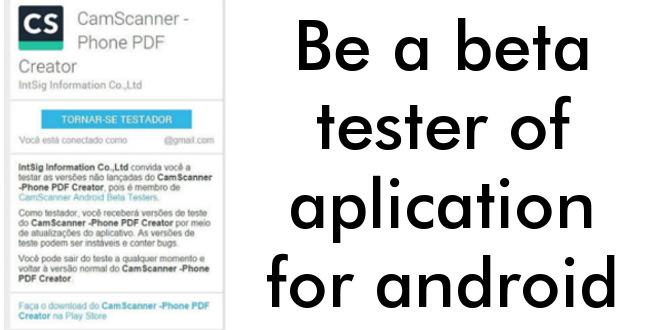 CS
CamScanner -
Phone PDF
Creator
IntSig Information Co.,Ltd
TORNAR-SE TESTADOR
Você está conectado como @gmail.com
IntSig Information Co.,Ltd convida você a
testar as versões não lançadas do CamScanner
-Phone PDF Creator, pois é membro de
CamScanner Android Beta Testers.
Como testador, você receberá versões de teste
do CamScanner -Phone PDF Creator por meio
de atualizações do aplicativo. As versões de
teste podem ser instáveis e conter bugs.
Você pode sair do teste a qualquer momento e
voltar à versão normal do CamScanner -Phone
PDF Creator.
Faça o download do CamScanner -Phone PDF
Creator na Play Store
Be a beta
tester of
aplication
for android